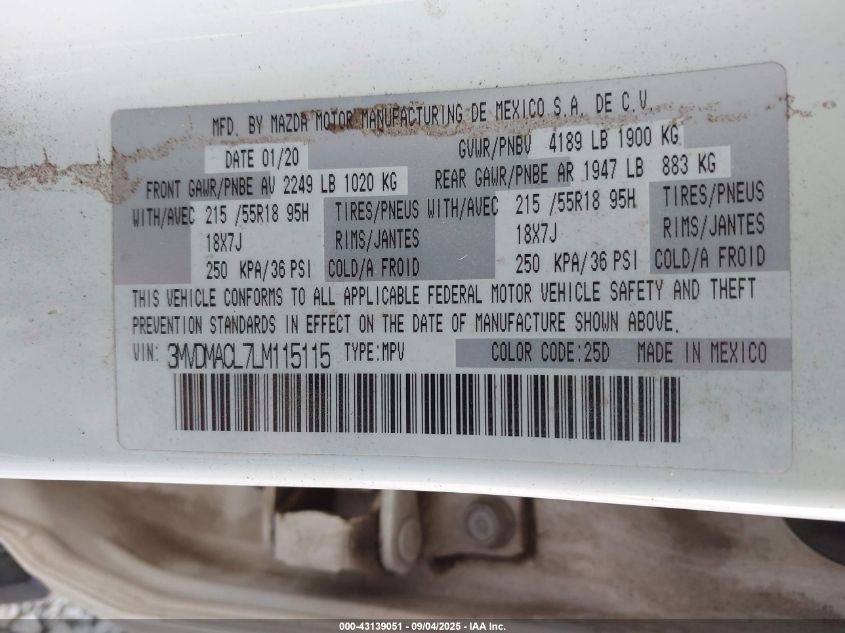 MFD. BY MAZDA MOTOR MANUFACTURING DE MEXICO S.A. DE C.V.
DATE 01/20 GVWR/PNBV 4189 LB 1900 KG
FRONT GAWR/PNBE AV 2249 LB 1020 KG REAR GAWR/PNBE AR 1947 LB 883 KG
WITH/AVEC 215 /55R18 95H TIRES/PNEUS WITH/AVEC 215 /55R18 95H TIRES/PNEUS
18X7J RIMS/JANTES 18X7J RIMS/JANTES
250 KPA/36 PSI COLD/A FROID 250 KPA/36 PSI COLD/A FROID
THIS VEHICLE CONFORMS TO ALL APPLICABLE FEDERAL MOTOR VEHICLE SAFETY AND THEFT
PREVENTION STANDARDS IN EFFECT ON THE DATE OF MANUFACTURE SHOWN ABOVE.
VIN: 3MVDMACL7LM115115 TYPE:MPV COLOR CODE:25D MADE IN MEXICO
000-43139051 - 09/04/2025 - IAA Inc.